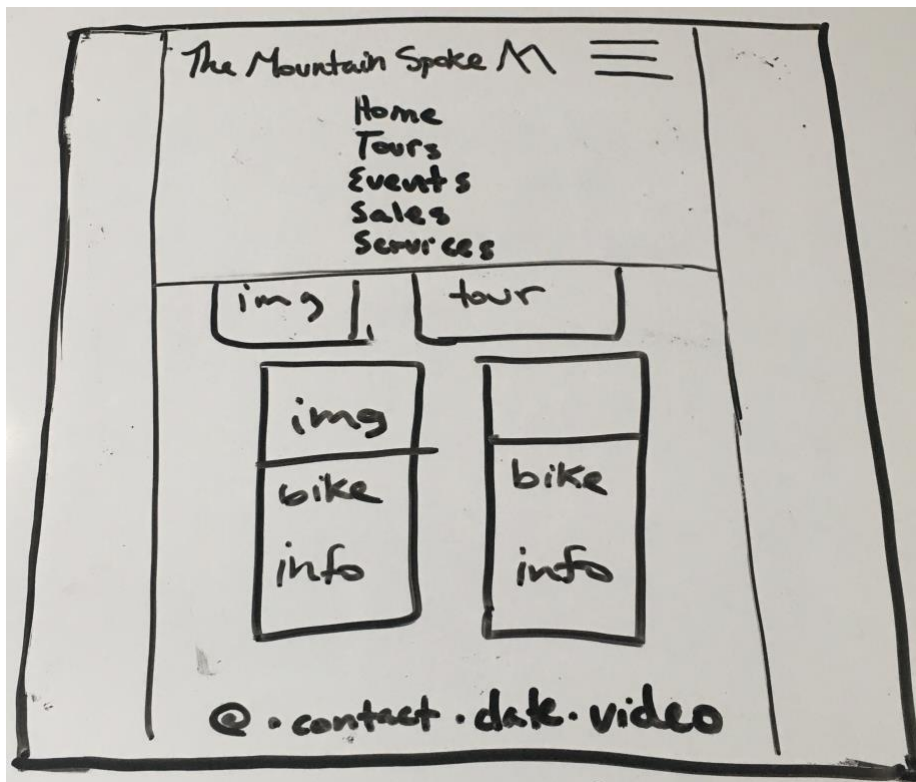 The Mountain Spoke
Home
Tours
Events
Sales
Services
img tour
img
bike bike
info info
@ • contact • date • video